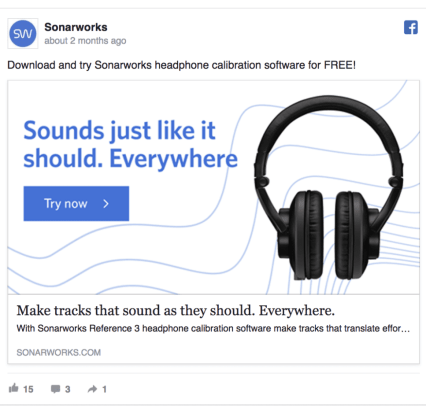 SW
Sonarworks
about 2 months ago
f
Download and try Sonarworks headphone calibration software for FREE!
Sounds just like it
should. Everywhere
Try now >
Make tracks that sound as they should. Everywhere.
With Sonarworks Reference 3 headphone calibration software make tracks that translate effor...
SONARWORKS.COM
15 3 1